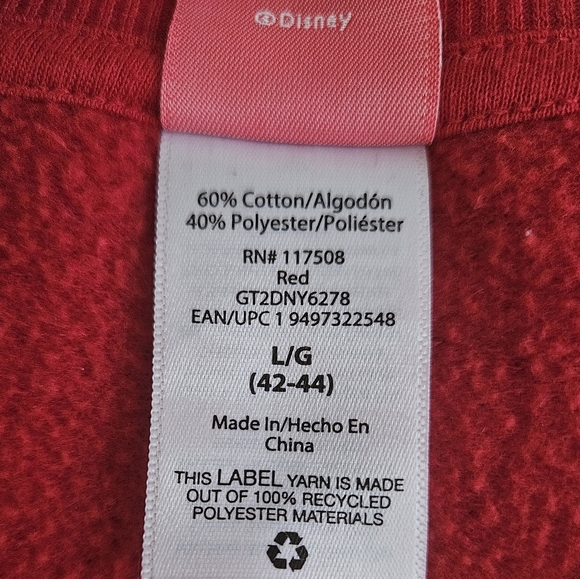 ©Disney
60% Cotton/Algodón
40% Polyester/Poliéster
RN# 117508
Red
GT2DNY6278
EAN/UPC 1 9497322548
L/G
(42-44)
Made In/Hecho En
China
THIS LABEL YARN IS MADE
OUT OF 100% RECYCLED
POLYESTER MATERIALS